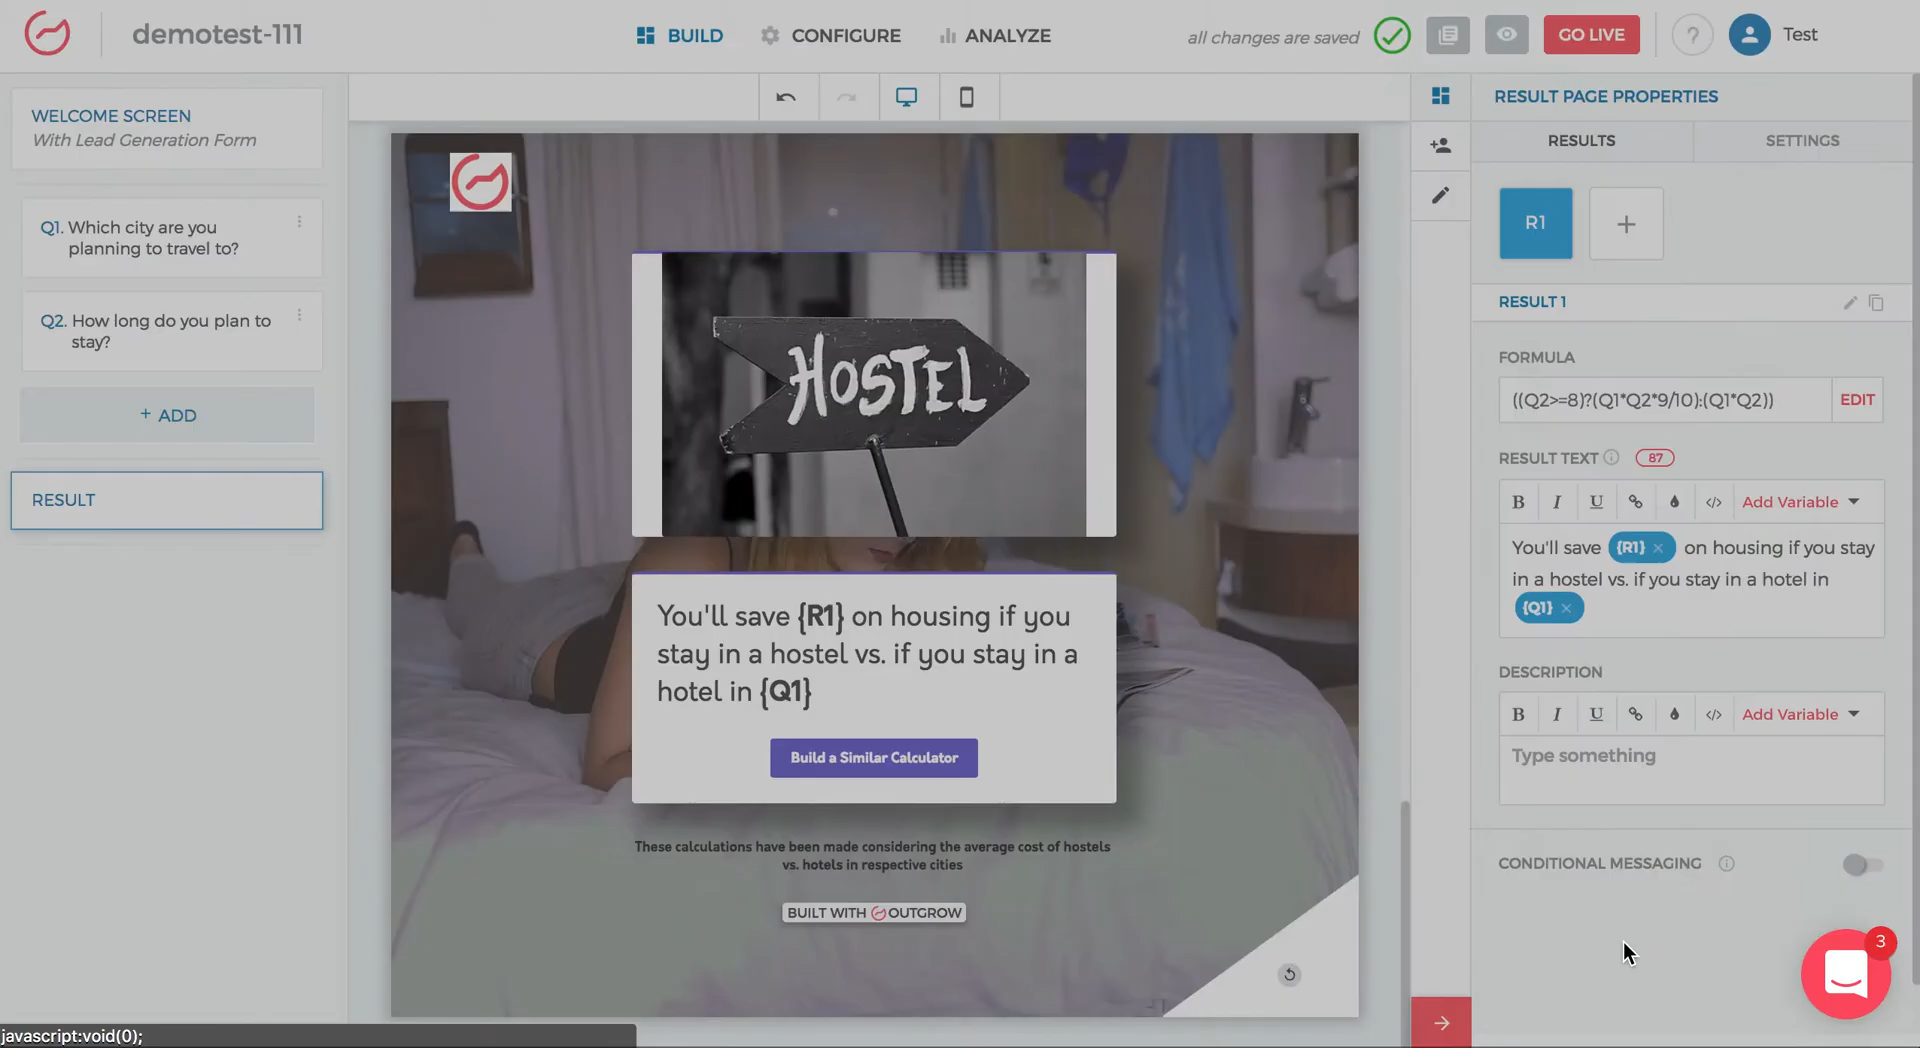 demotest-111
BUILD
CONFIGURE
ANALYZE
all changes are saved
GO LIVE
?
Test
WELCOME SCREEN
With Lead Generation Form
Q1. Which city are you
planning to travel to?
Q2. How long do you plan to
stay?
+ ADD
RESULT
HOSTEL
You'll save {R1} on housing if you
stay in a hostel vs. if you stay in a
hotel in {Q1}
Build a Similar Calculator
These calculations have been made considering the average cost of hostels
vs. hotels in respective cities
BUILT WITH OUTGROW
RESULT PAGE PROPERTIES
RESULTS
SETTINGS
R1
+
RESULT 1
FORMULA
((Q2>=8)?(Q1*Q2*9/10):(Q1*Q2))
EDIT
RESULT TEXT
87
B I U </> Add Variable
You'll save {R1} × on housing if you stay
in a hostel vs. if you stay in a hotel in
{Q1} ×
DESCRIPTION
B I U </> Add Variable
Type something
CONDITIONAL MESSAGING
3
javascript:void(0);